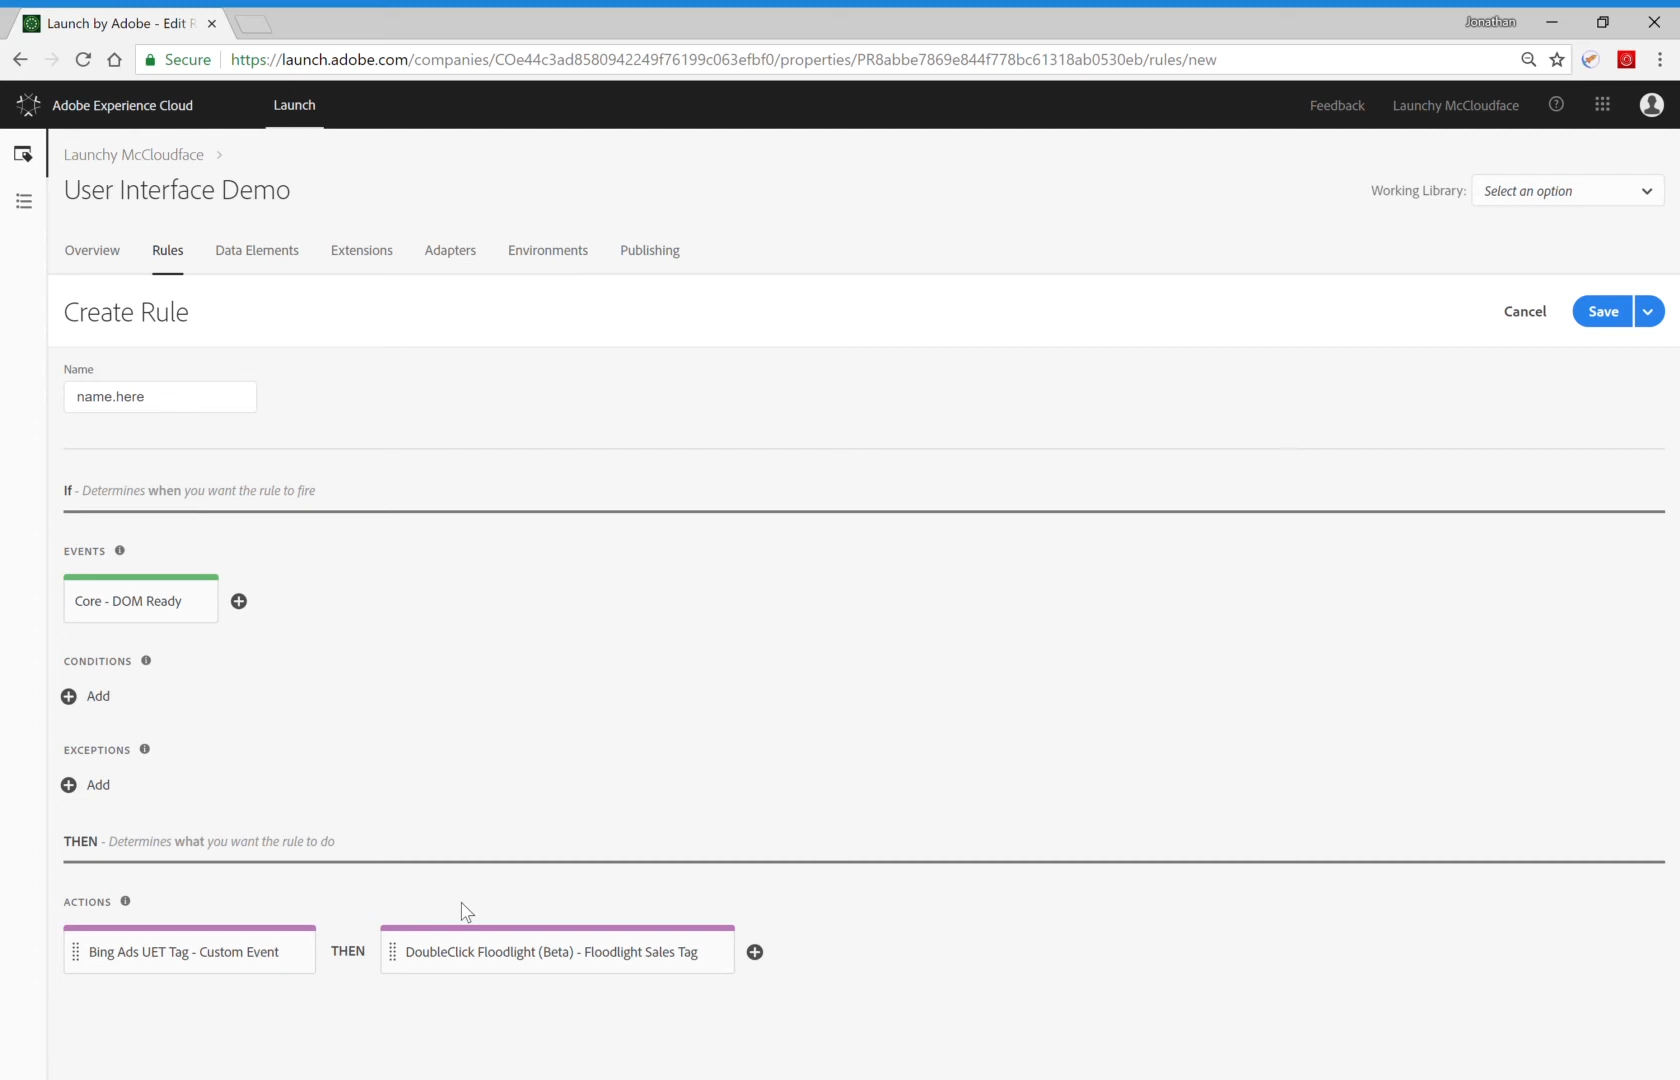 Launch by Adobe - Edit R
Jonathan
Secure https://launch.adobe.com/companies/COe44c3ad8580942249f76199c063efbf0/properties/PR8abbe7869e844f778bc61318ab0530eb/rules/new
Adobe Experience Cloud Launch Feedback Launchy McCloudface
Launchy McCloudface >
User Interface Demo
Working Library: Select an option
Overview Rules Data Elements Extensions Adapters Environments Publishing
Create Rule
Cancel Save
Name
name.here
If - Determines when you want the rule to fire
EVENTS
Core - DOM Ready
CONDITIONS
Add
EXCEPTIONS
Add
THEN - Determines what you want the rule to do
ACTIONS
Bing Ads UET Tag - Custom Event THEN DoubleClick Floodlight (Beta) - Floodlight Sales Tag